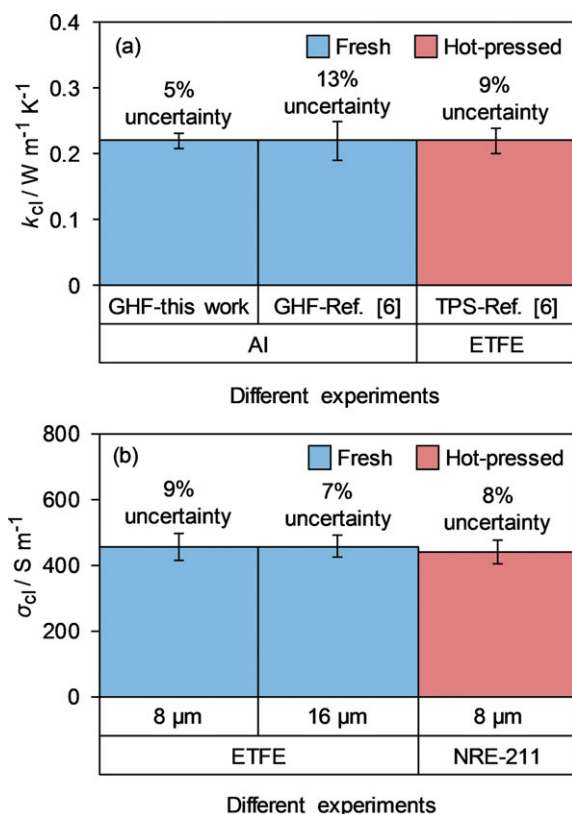 (a)
Fresh
Hot-pressed
5%
uncertainty
13%
uncertainty
9%
uncertainty
0.4
0.3
0.2
0.1
0
k_cl / W m⁻¹ K⁻¹
GHF-this work
GHF-Ref. [6]
TPS-Ref. [6]
Al
ETFE
Different experiments
(b)
Fresh
Hot-pressed
9%
uncertainty
7%
uncertainty
8%
uncertainty
800
600
400
200
0
σ_cl / S m⁻¹
8 µm
16 µm
8 µm
ETFE
NRE-211
Different experiments